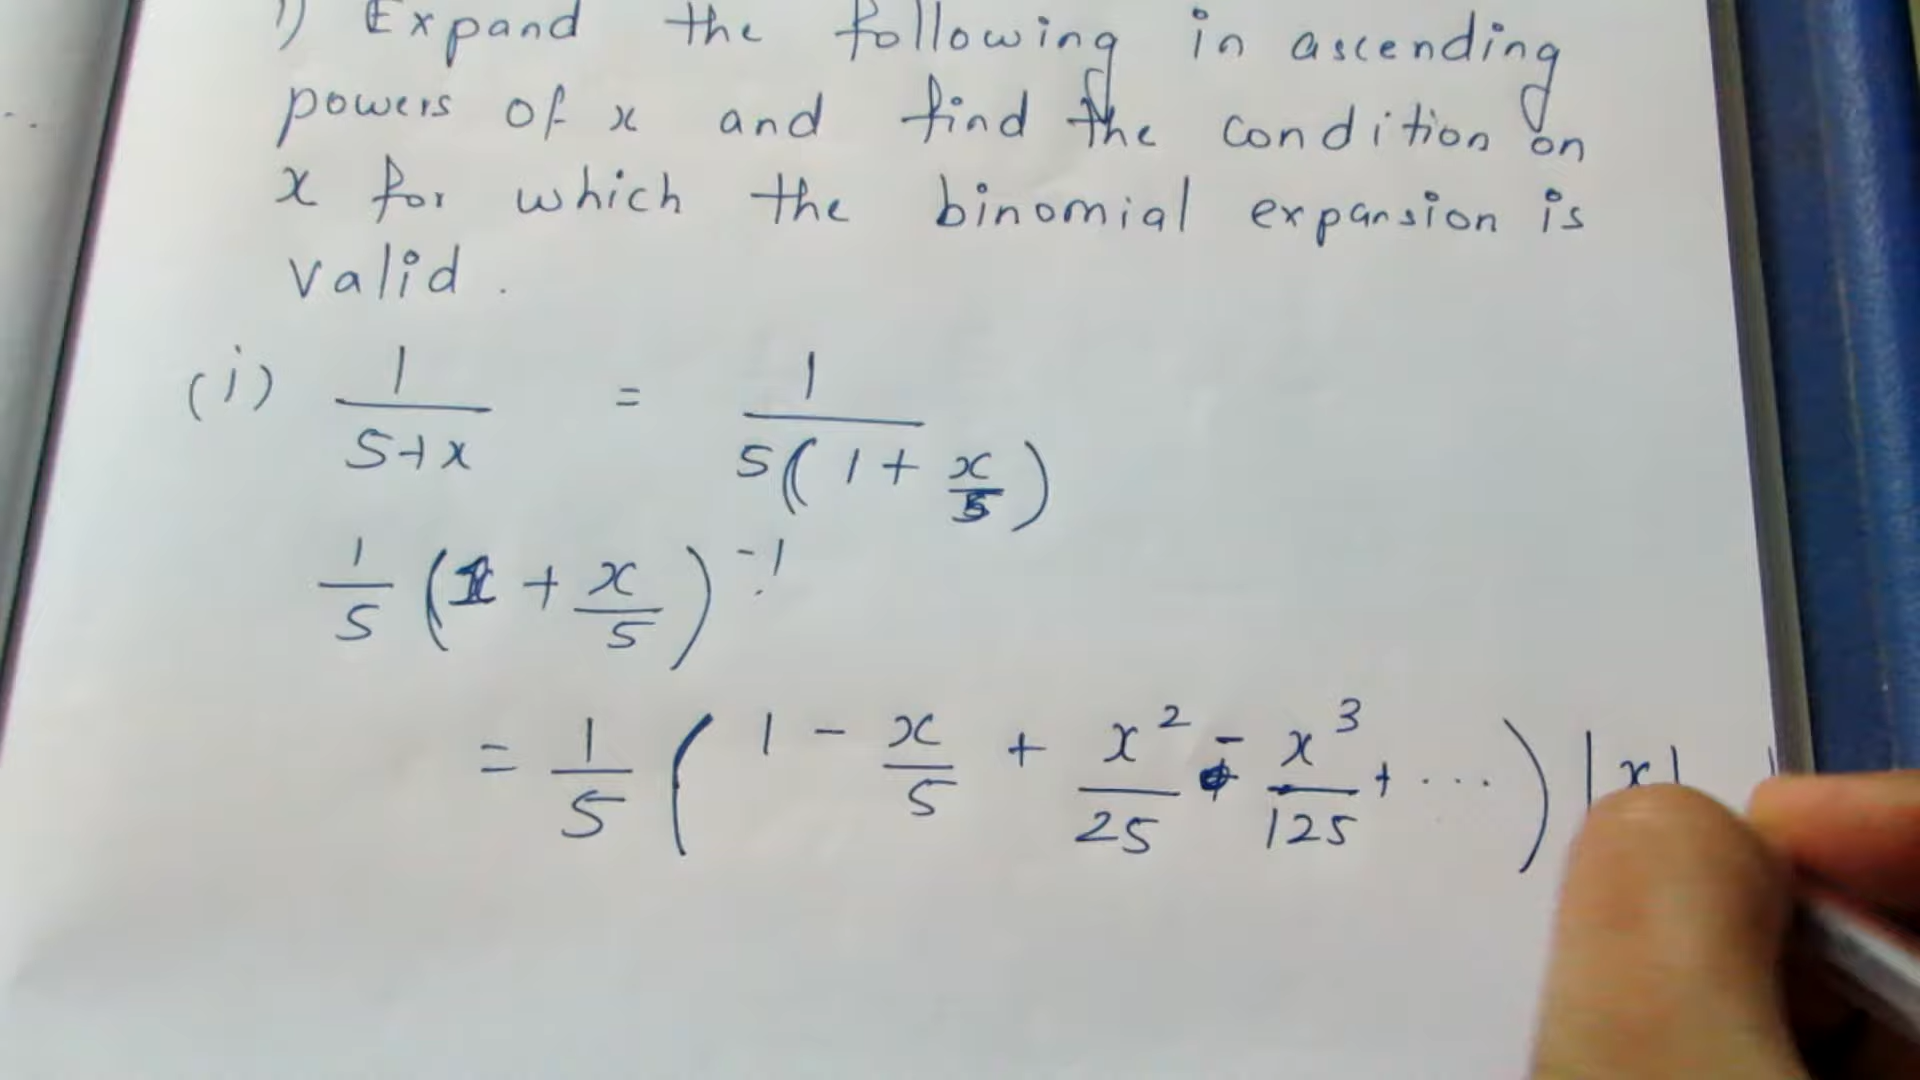 1) Expand the following in ascending
powers of x and find the condition on
x for which the binomial expansion is
valid.
(i) 1/(5+x) = 1/(5(1 + x/5))
1/5 (1 + x/5)^-1
= 1/5 (1 - x/5 + x^2/25 - x^3/125 + ...) |x|